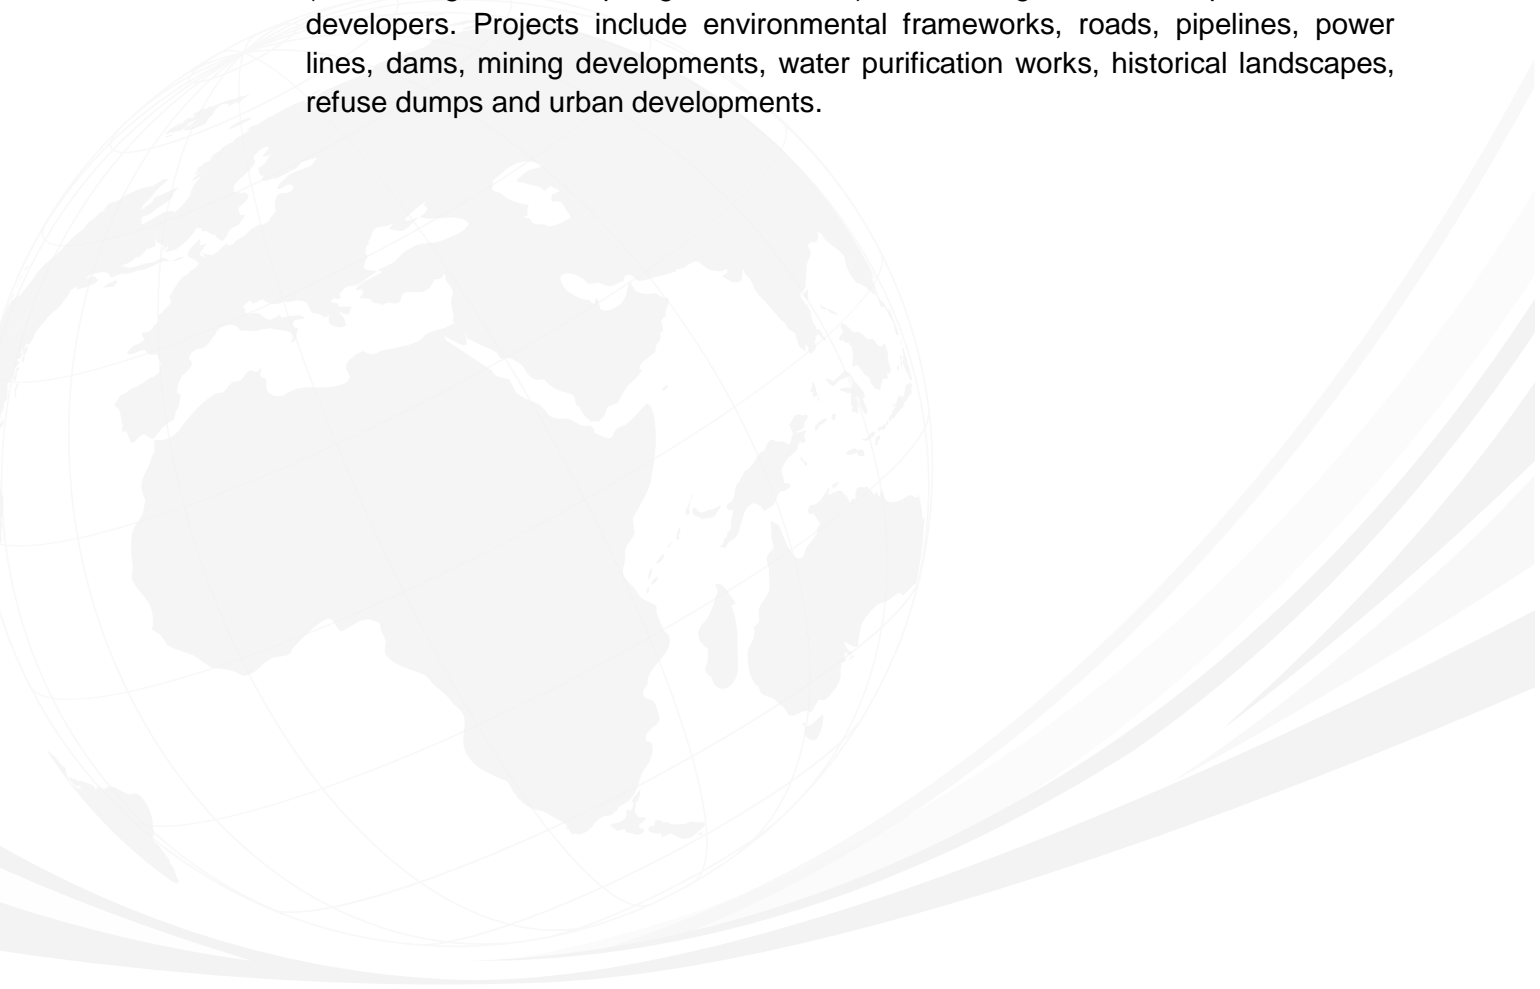 developers. Projects include environmental frameworks, roads, pipelines, power
lines, dams, mining developments, water purification works, historical landscapes,
refuse dumps and urban developments.